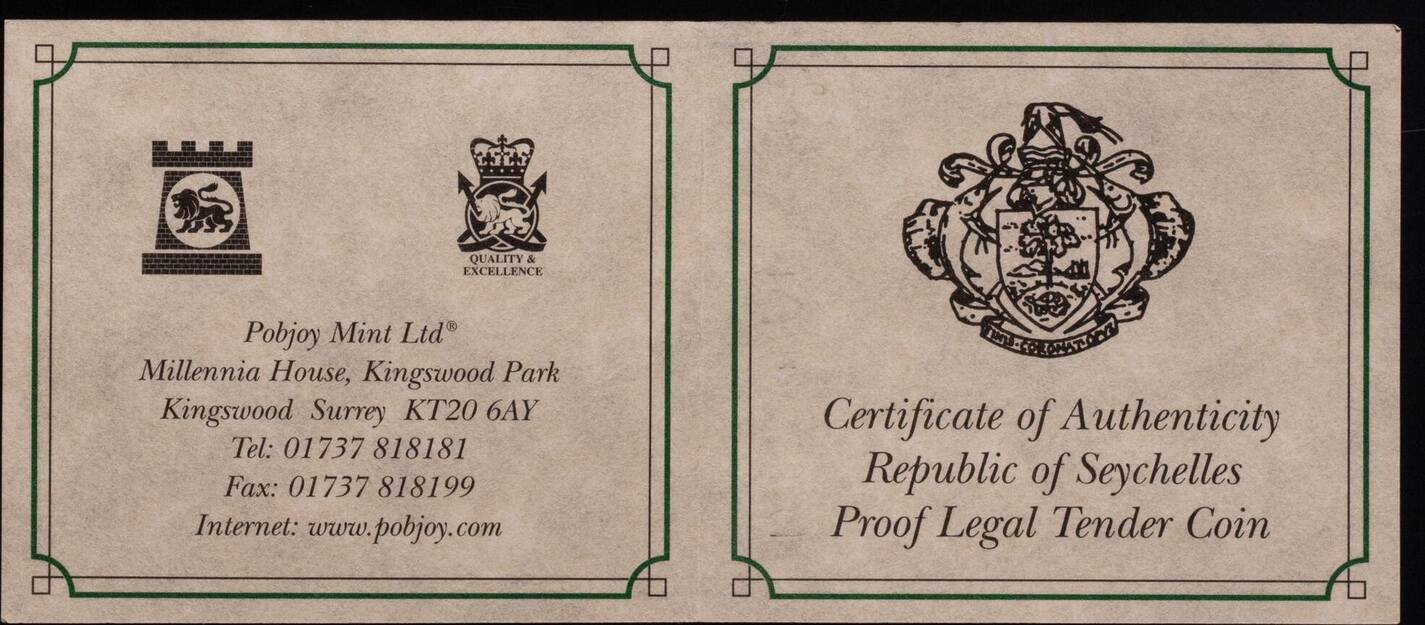 QUALITY &
EXCELLENCE
Pobjoy Mint Ltd®
Millennia House, Kingswood Park
Kingswood Surrey KT20 6AY
Tel: 01737 818181
Fax: 01737 818199
Internet: www.pobjoy.com
Certificate of Authenticity
Republic of Seychelles
Proof Legal Tender Coin